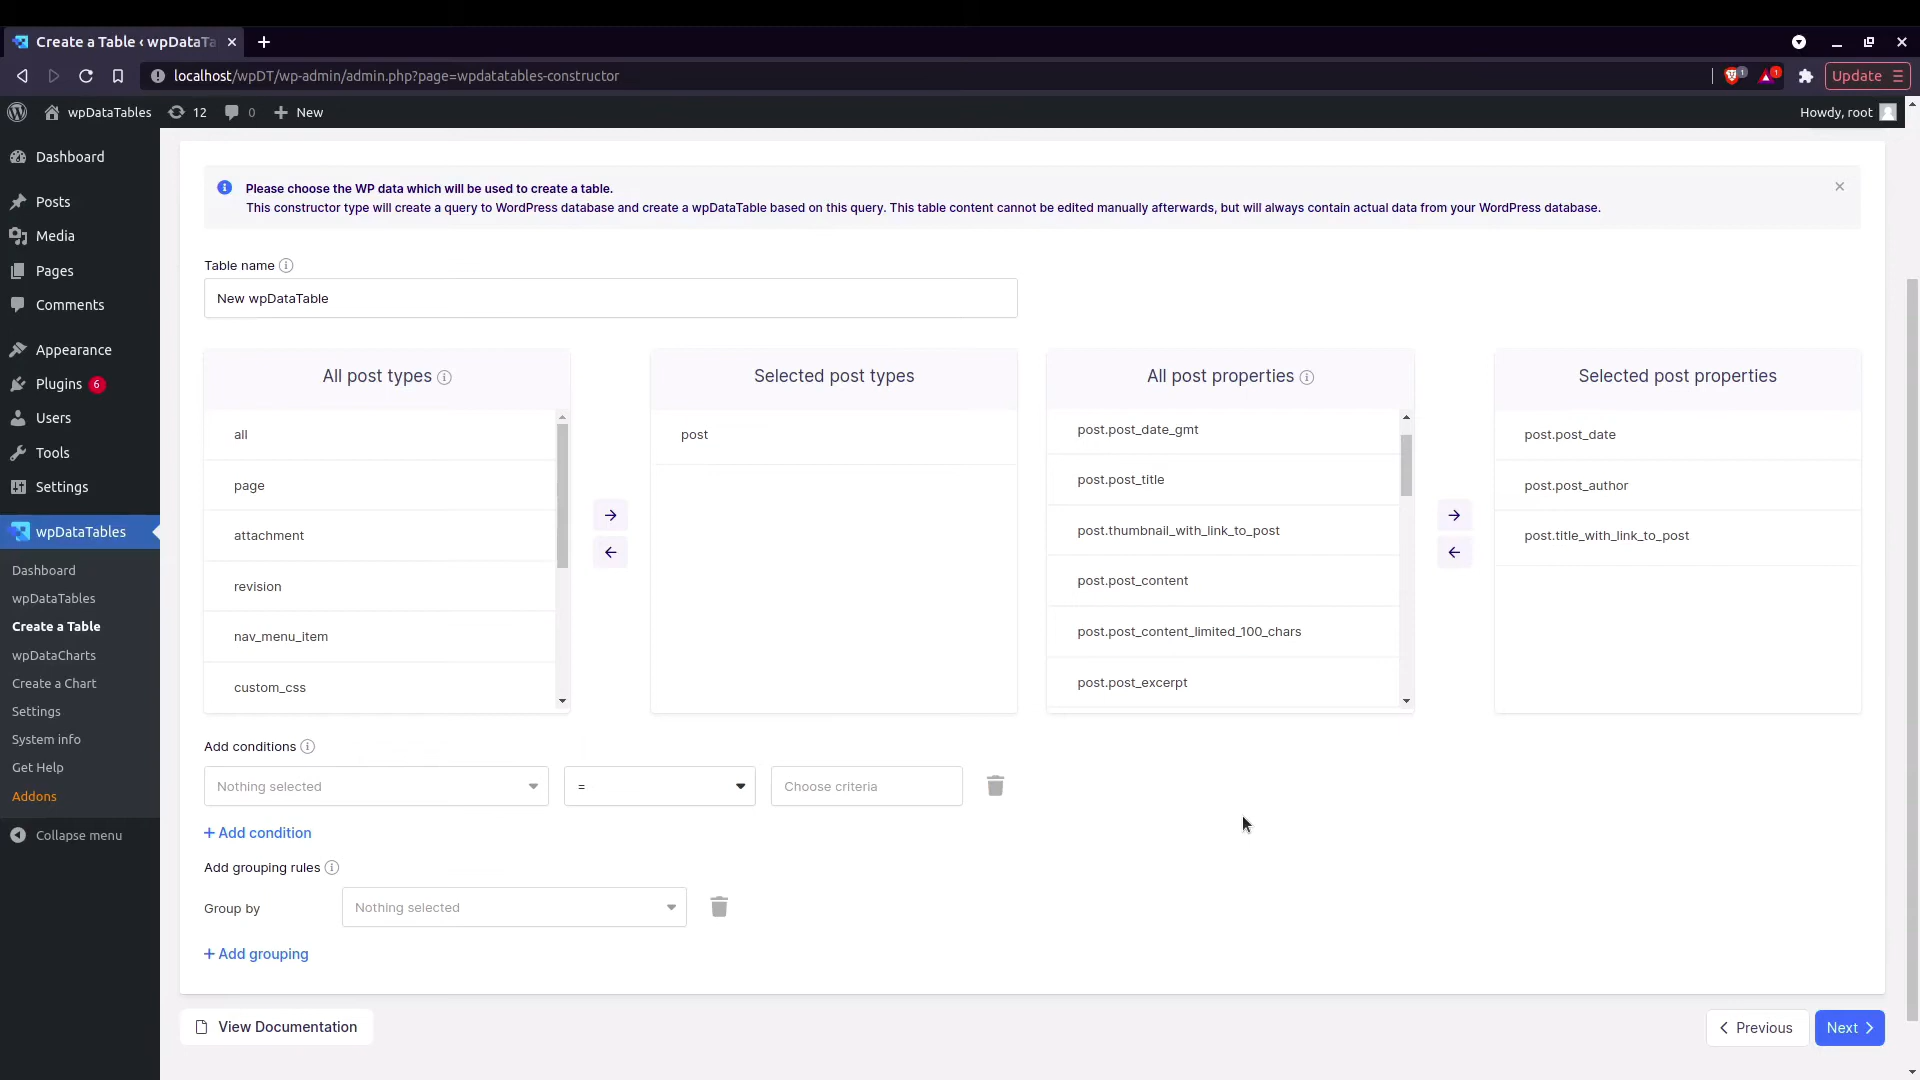 Create a Table ‹ wpDataTa
localhost/wpDT/wp-admin/admin.php?page=wpdatatables-constructor
1
1
Update
wpDataTables
12
0
New
Howdy, root
Dashboard
Posts
Media
Pages
Comments
Appearance
Plugins 6
Users
Tools
Settings
wpDataTables
Dashboard
wpDataTables
Create a Table
wpDataCharts
Create a Chart
Settings
System info
Get Help
Addons
Collapse menu
Please choose the WP data which will be used to create a table.
This constructor type will create a query to WordPress database and create a wpDataTable based on this query. This table content cannot be edited manually afterwards, but will always contain actual data from your WordPress database.
Table name
New wpDataTable
All post types
all
page
attachment
revision
nav_menu_item
custom_css
Selected post types
post
All post properties
post.post_date_gmt
post.post_title
post.thumbnail_with_link_to_post
post.post_content
post.post_content_limited_100_chars
post.post_excerpt
Selected post properties
post.post_date
post.post_author
post.title_with_link_to_post
Add conditions
Nothing selected
=
Choose criteria
+ Add condition
Add grouping rules
Group by
Nothing selected
+ Add grouping
View Documentation
Previous
Next